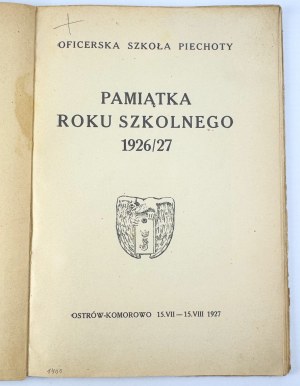 OFICERSKA SZKOŁA PIECHOTY
PAMIĄTKA
ROKU SZKOLNEGO
1926/27
OSTRÓW-KOMOROWO 15.VII—15.VIII 1927